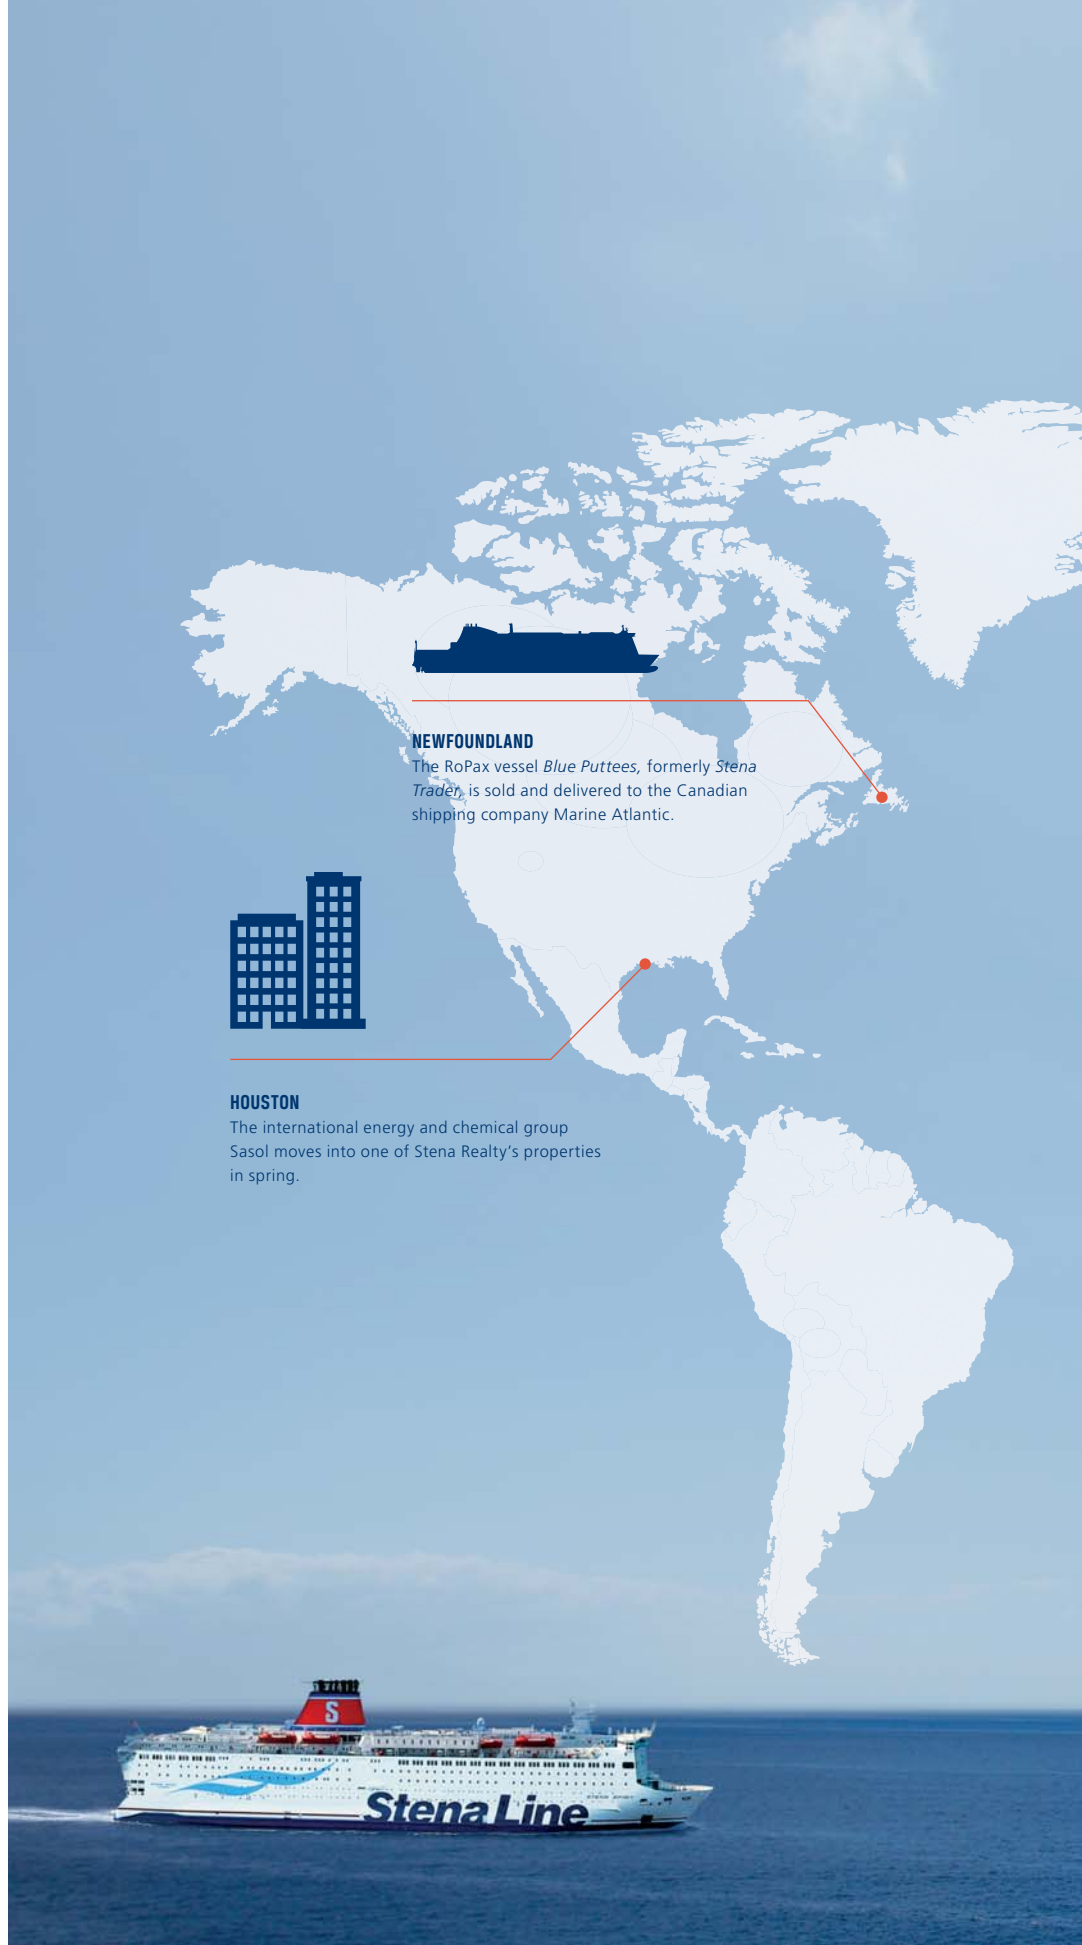 NEWFOUNDLAND
The RoPax vessel Blue Puttees, formerly Stena
Trader, is sold and delivered to the Canadian
shipping company Marine Atlantic.
HOUSTON
The international energy and chemical group
Sasol moves into one of Stena Realty’s properties
in spring.
S
Stena Line